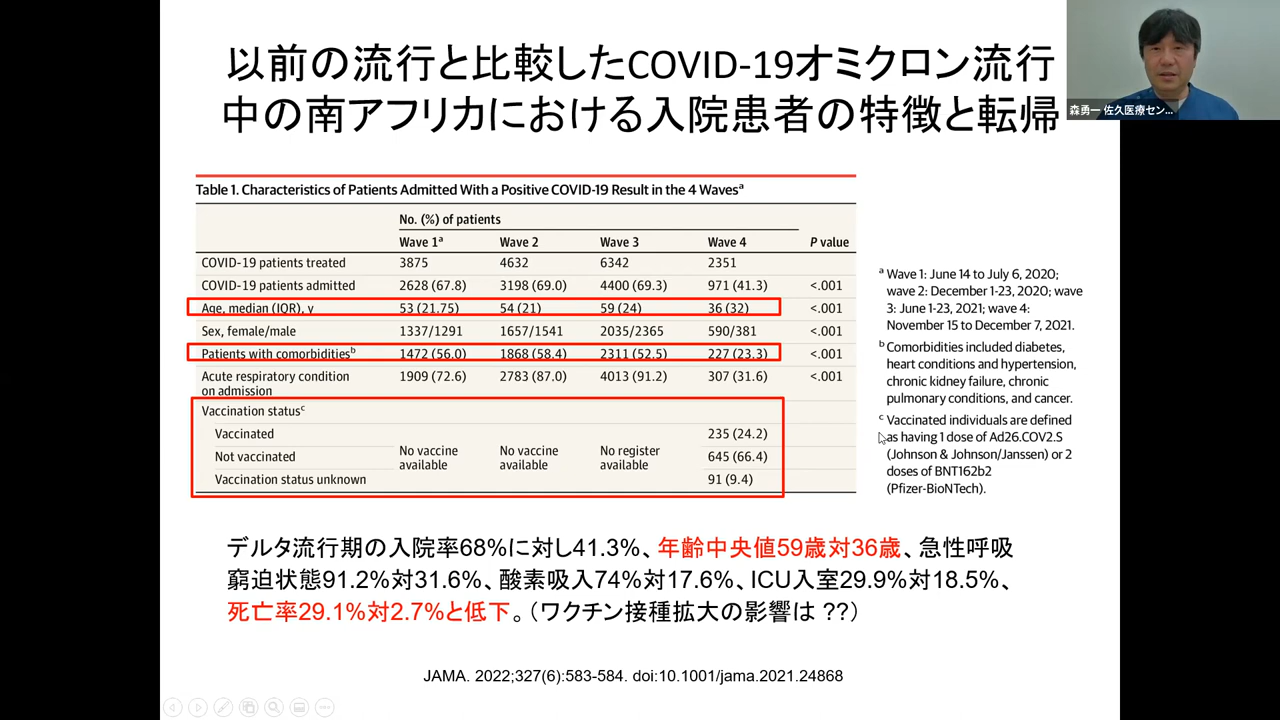 以前の流行と比較したCOVID-19オミクロン流行
中の南アフリカにおける入院患者の特徴と転帰
森勇一 佐久医療セン...
Table 1. Characteristics of Patients Admitted With a Positive COVID-19 Result in the 4 Wavesa
No. (%) of patients
Wave 1a Wave 2 Wave 3 Wave 4 P value
COVID-19 patients treated 3875 4632 6342 2351
COVID-19 patients admitted 2628 (67.8) 3198 (69.0) 4400 (69.3) 971 (41.3) <.001
Age, median (IQR), y 53 (21.75) 54 (21) 59 (24) 36 (32) <.001
Sex, female/male 1337/1291 1657/1541 2035/2365 590/381 <.001
Patients with comorbiditiesb 1472 (56.0) 1868 (58.4) 2311 (52.5) 227 (23.3) <.001
Acute respiratory condition 1909 (72.6) 2783 (87.0) 4013 (91.2) 307 (31.6) <.001
on admission
Vaccination statusc
Vaccinated 235 (24.2)
Not vaccinated 645 (66.4)
Vaccination status unknown 91 (9.4)
No vaccine No vaccine No register
available available available
a Wave 1: June 14 to July 6, 2020;
wave 2: December 1-23, 2020; wave
3: June 1-23, 2021; wave 4:
November 15 to December 7, 2021.
b Comorbidities included diabetes,
heart conditions and hypertension,
chronic kidney failure, chronic
pulmonary conditions, and cancer.
c Vaccinated individuals are defined
as having 1 dose of Ad26.COV2.S
(Johnson & Johnson/Janssen) or 2
doses of BNT162b2
(Pfizer-BioNTech).
デルタ流行期の入院率68%に対し41.3%、年齢中央値59歳対36歳、急性呼吸
窮迫状態91.2%対31.6%、酸素吸入74%対17.6%、ICU入室29.9%対18.5%、
死亡率29.1%対2.7%と低下。（ワクチン接種拡大の影響は ??）
JAMA. 2022;327(6):583-584. doi:10.1001/jama.2021.24868